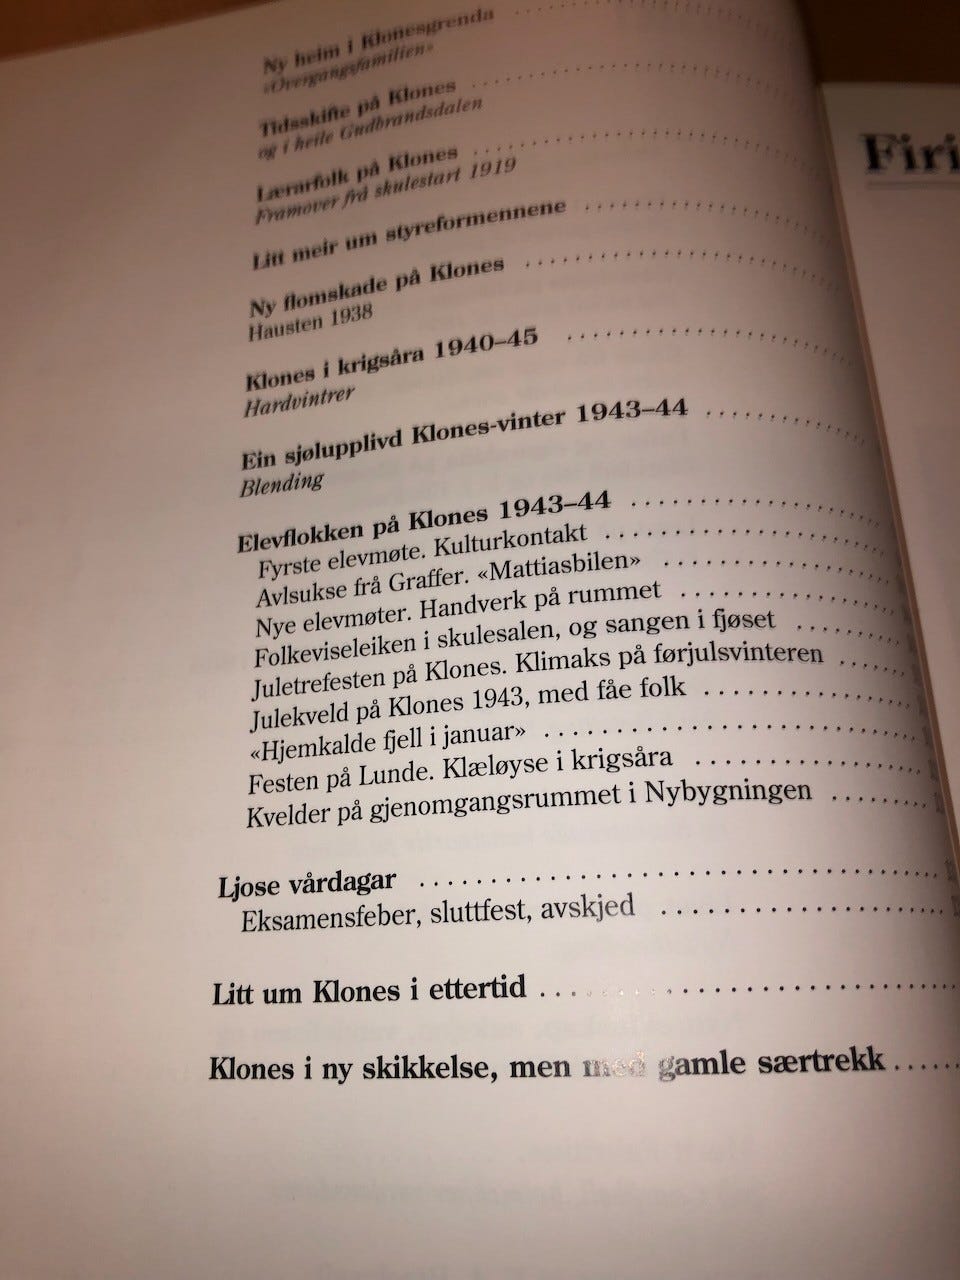 Ny heim i Klonesgrenda
«Overgangsfamilien»
Tidsskifte på Klones
og i heile Gudbrandsdalen
Lærarfolk på Klones
Framover frå skulestart 1919
Litt meir um styreformennene
Ny flomskade på Klones
Hausten 1938
Klones i krigsåra 1940–45
Hardvintrer
Ein sjølupplivd Klones-vinter 1943–44
Blending
Elevflokken på Klones 1943–44
Fyrste elevmøte. Kulturkontakt
Avlsukse frå Graffer. «Mattiasbilen»
Nye elevmøter. Handverk på rummet
Folkeviseleiken i skulesalen, og sangen i fjøset
Juletrefesten på Klones. Klimaks på førjulsvinteren
Julekveld på Klones 1943, med fåe folk
«Hjemkalde fjell i januar»
Festen på Lunde. Klæløyse i krigsåra
Kvelder på gjenomgangsrummet i Nybygningen
Ljose vårdagar
Eksamensfeber, sluttfest, avskjed
Litt um Klones i ettertid
Klones i ny skikkelse, men med gamle særtrekk
Firi